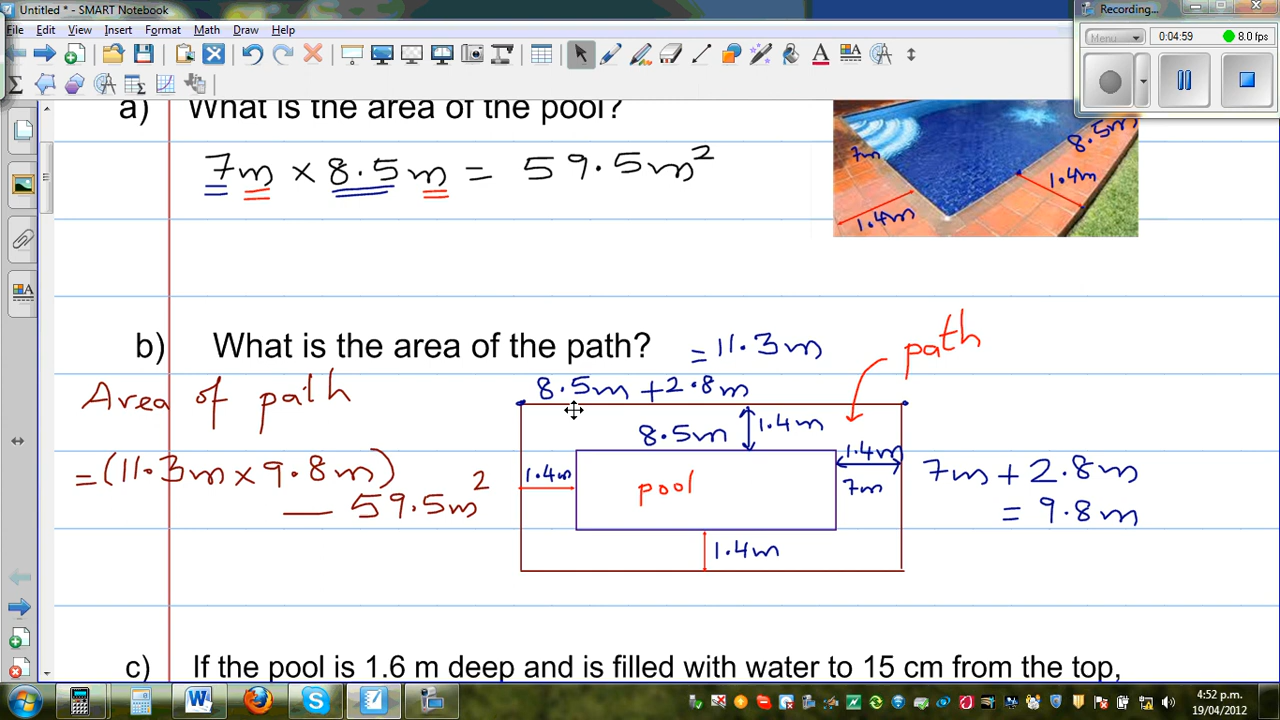 Untitled * - SMART Notebook
File Edit View Insert Format Math Draw Help
Recording...
Menu
0:04:59
8.0 fps
a) What is the area of the pool?
7m × 8.5m = 59.5m²
7m
8.5m
1.4m
1.4m
b) What is the area of the path?
= 11.3m
path
8.5m + 2.8m
Area of path
8.5m
1.4m
1.4m
1.4m
7m
pool
7m + 2.8m
= 9.8m
= (11.3m × 9.8m)
— 59.5m²
1.4m
c) If the pool is 1.6 m deep and is filled with water to 15 cm from the top,
4:52 p.m.
19/04/2012